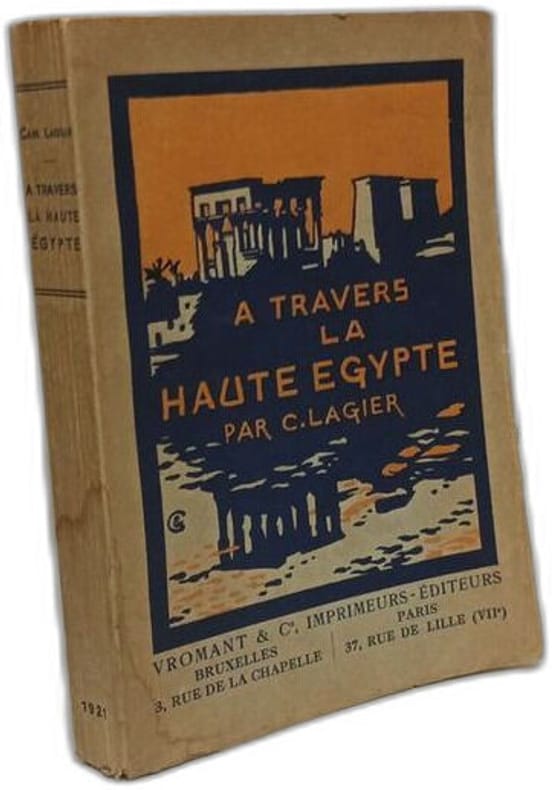 CAM. LAGIER
A TRAVERS
LA HAUTE
ÉGYPTE
1921
A TRAVERS
LA
HAUTE EGYPTE
PAR C. LAGIER
VROMANT & Cº, IMPRIMEURS-ÉDITEURS
BRUXELLES
3, RUE DE LA CHAPELLE
PARIS
37, RUE DE LILLE (VIIᵉ)